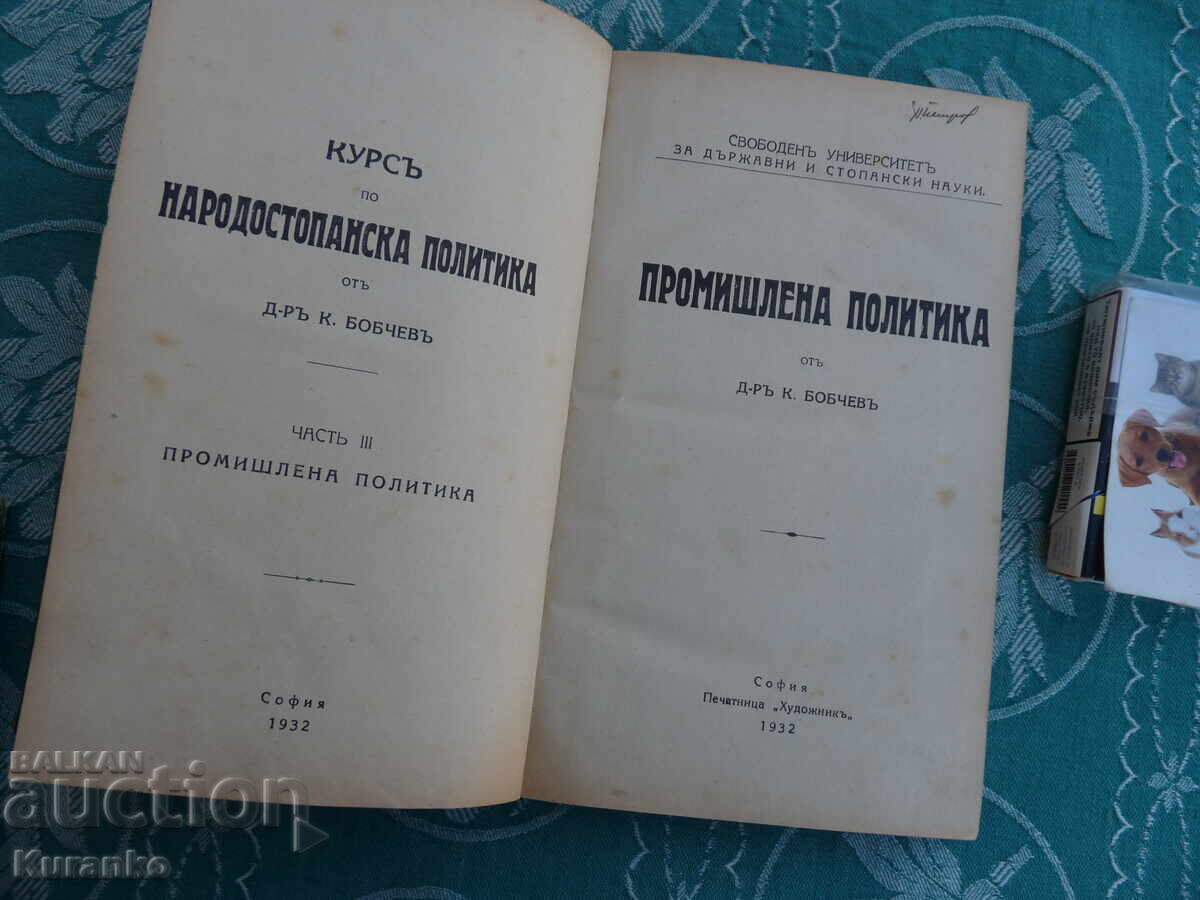 КУРСЪ
ПО
НАРОДОСТОПАНСКА ПОЛИТИКА
ОТЪ
Д-РЪ К. БОБЧЕВЪ
ЧАСТЬ III
ПРОМИШЛЕНА ПОЛИТИКА
София
1932
СВОБОДЕНЪ УНИВЕРСИТЕТЪ
ЗА ДЪРЖАВНИ И СТОПАНСКИ НАУКИ.
ПРОМИШЛЕНА ПОЛИТИКА
ОТЪ
Д-РЪ К. БОБЧЕВЪ
София
Печатница „Художникъ„
1932
BALKAN
auction
Kuranko